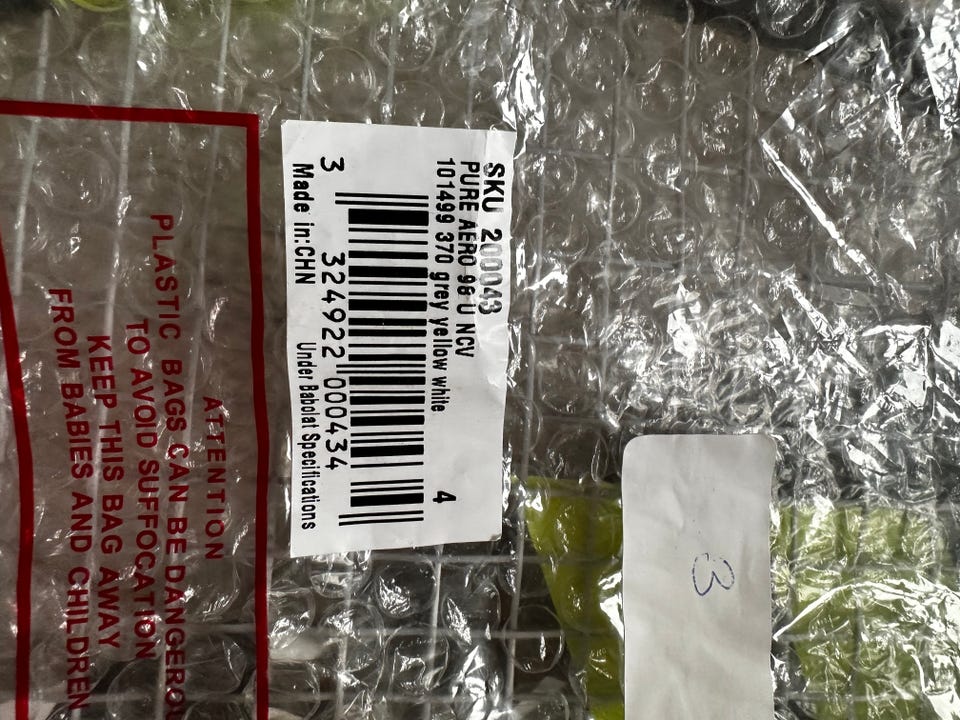 SKU 200043
PURE AERO 98 U NCV
101499 370 grey yellow white 4
3 324922 000434
Made in:CHN Under Babolat Specifications
ATTENTION
PLASTIC BAGS CAN BE DANGEROU
TO AVOID SUFFOCATION
KEEP THIS BAG AWAY
FROM BABIES AND CHILDREN
3